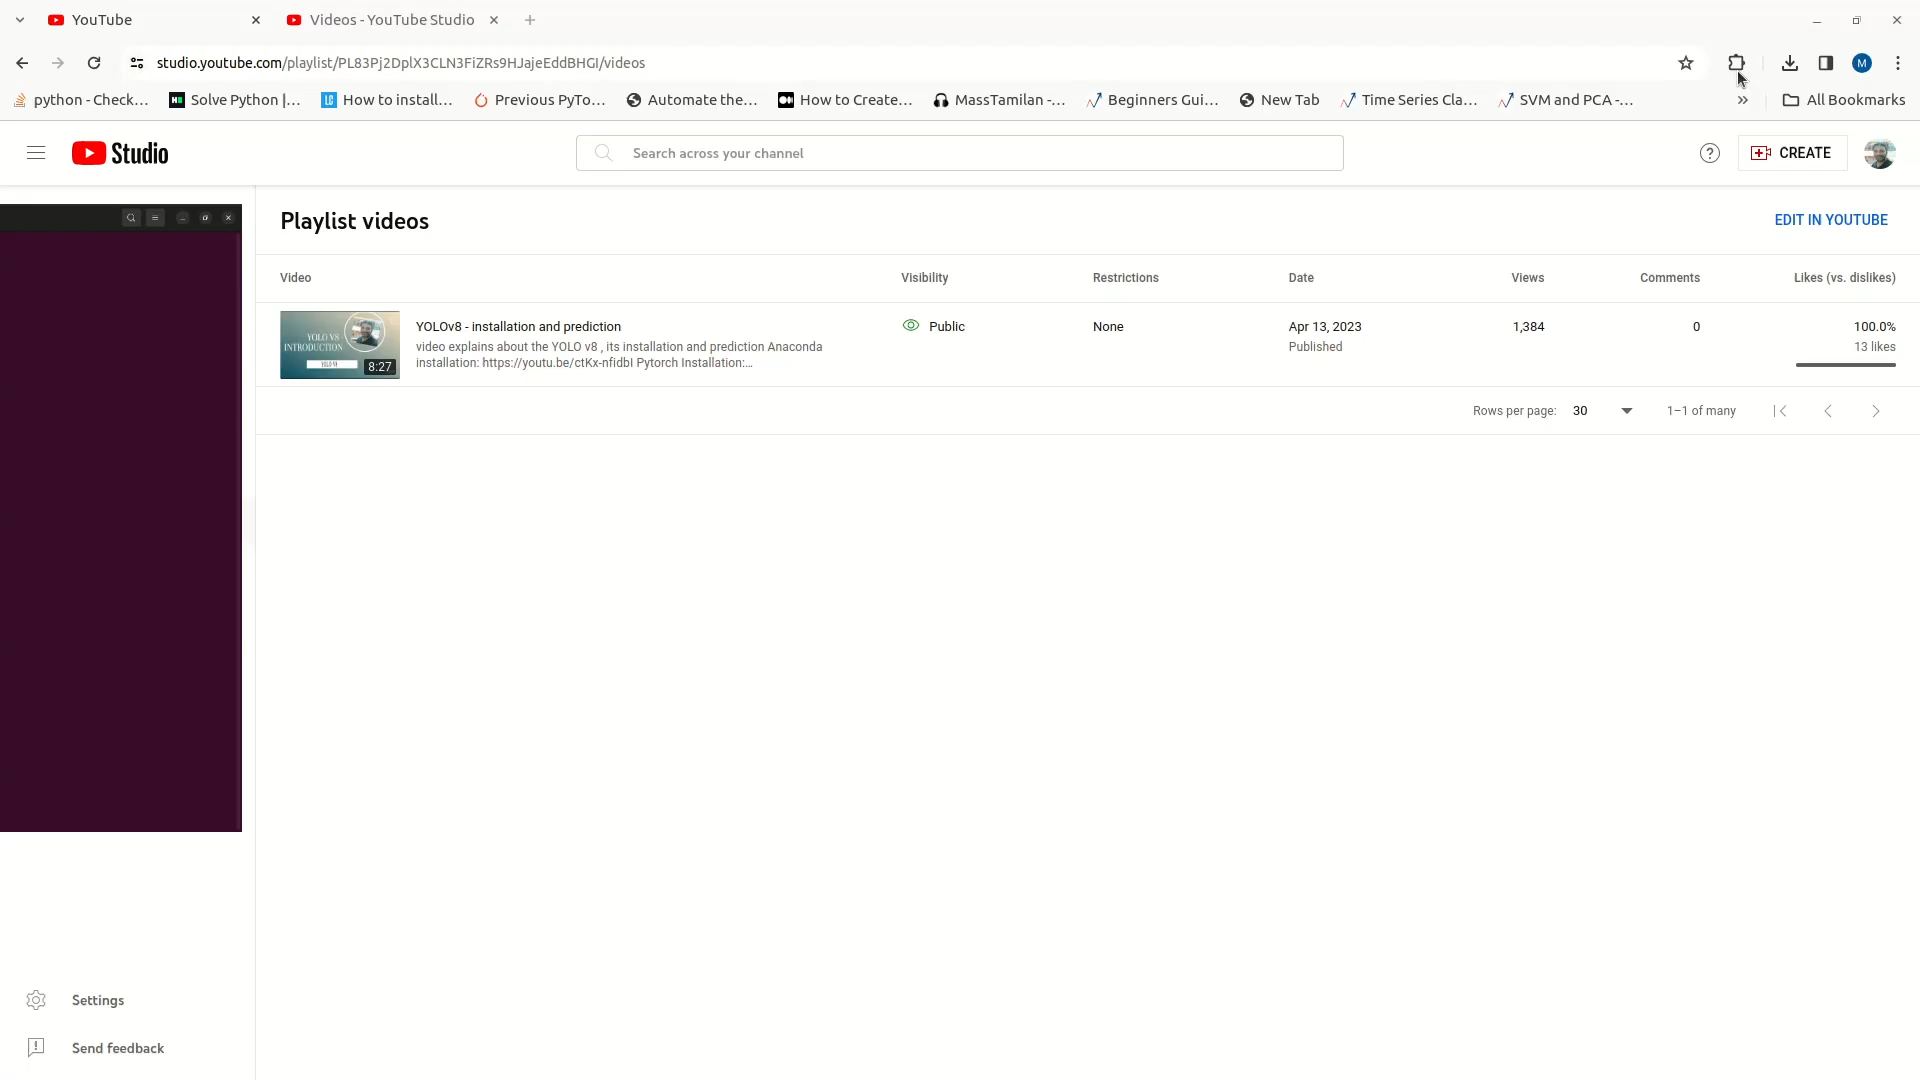 YouTube
Videos - YouTube Studio
studio.youtube.com/playlist/PL83Pj2DplX3CLN3FiZRs9HJajeEddBHGI/videos
M
python - Check...
Solve Python |...
How to install...
Previous PyTo...
Automate the...
How to Create...
MassTamilan -...
Beginners Gui...
New Tab
Time Series Cla...
SVM and PCA -...
All Bookmarks
Studio
Search across your channel
CREATE
Playlist videos
EDIT IN YOUTUBE
Video Visibility Restrictions Date Views Comments Likes (vs. dislikes)
YOLO V8
INTRODUCTION
YOLO V8
8:27
YOLOv8 - installation and prediction
video explains about the YOLO v8 , its installation and prediction Anaconda
installation: https://youtu.be/ctKx-nfidbI Pytorch Installation:...
Public None Apr 13, 2023 1,384 0 100.0%
Published 13 likes
Rows per page: 30 1–1 of many
Settings
Send feedback